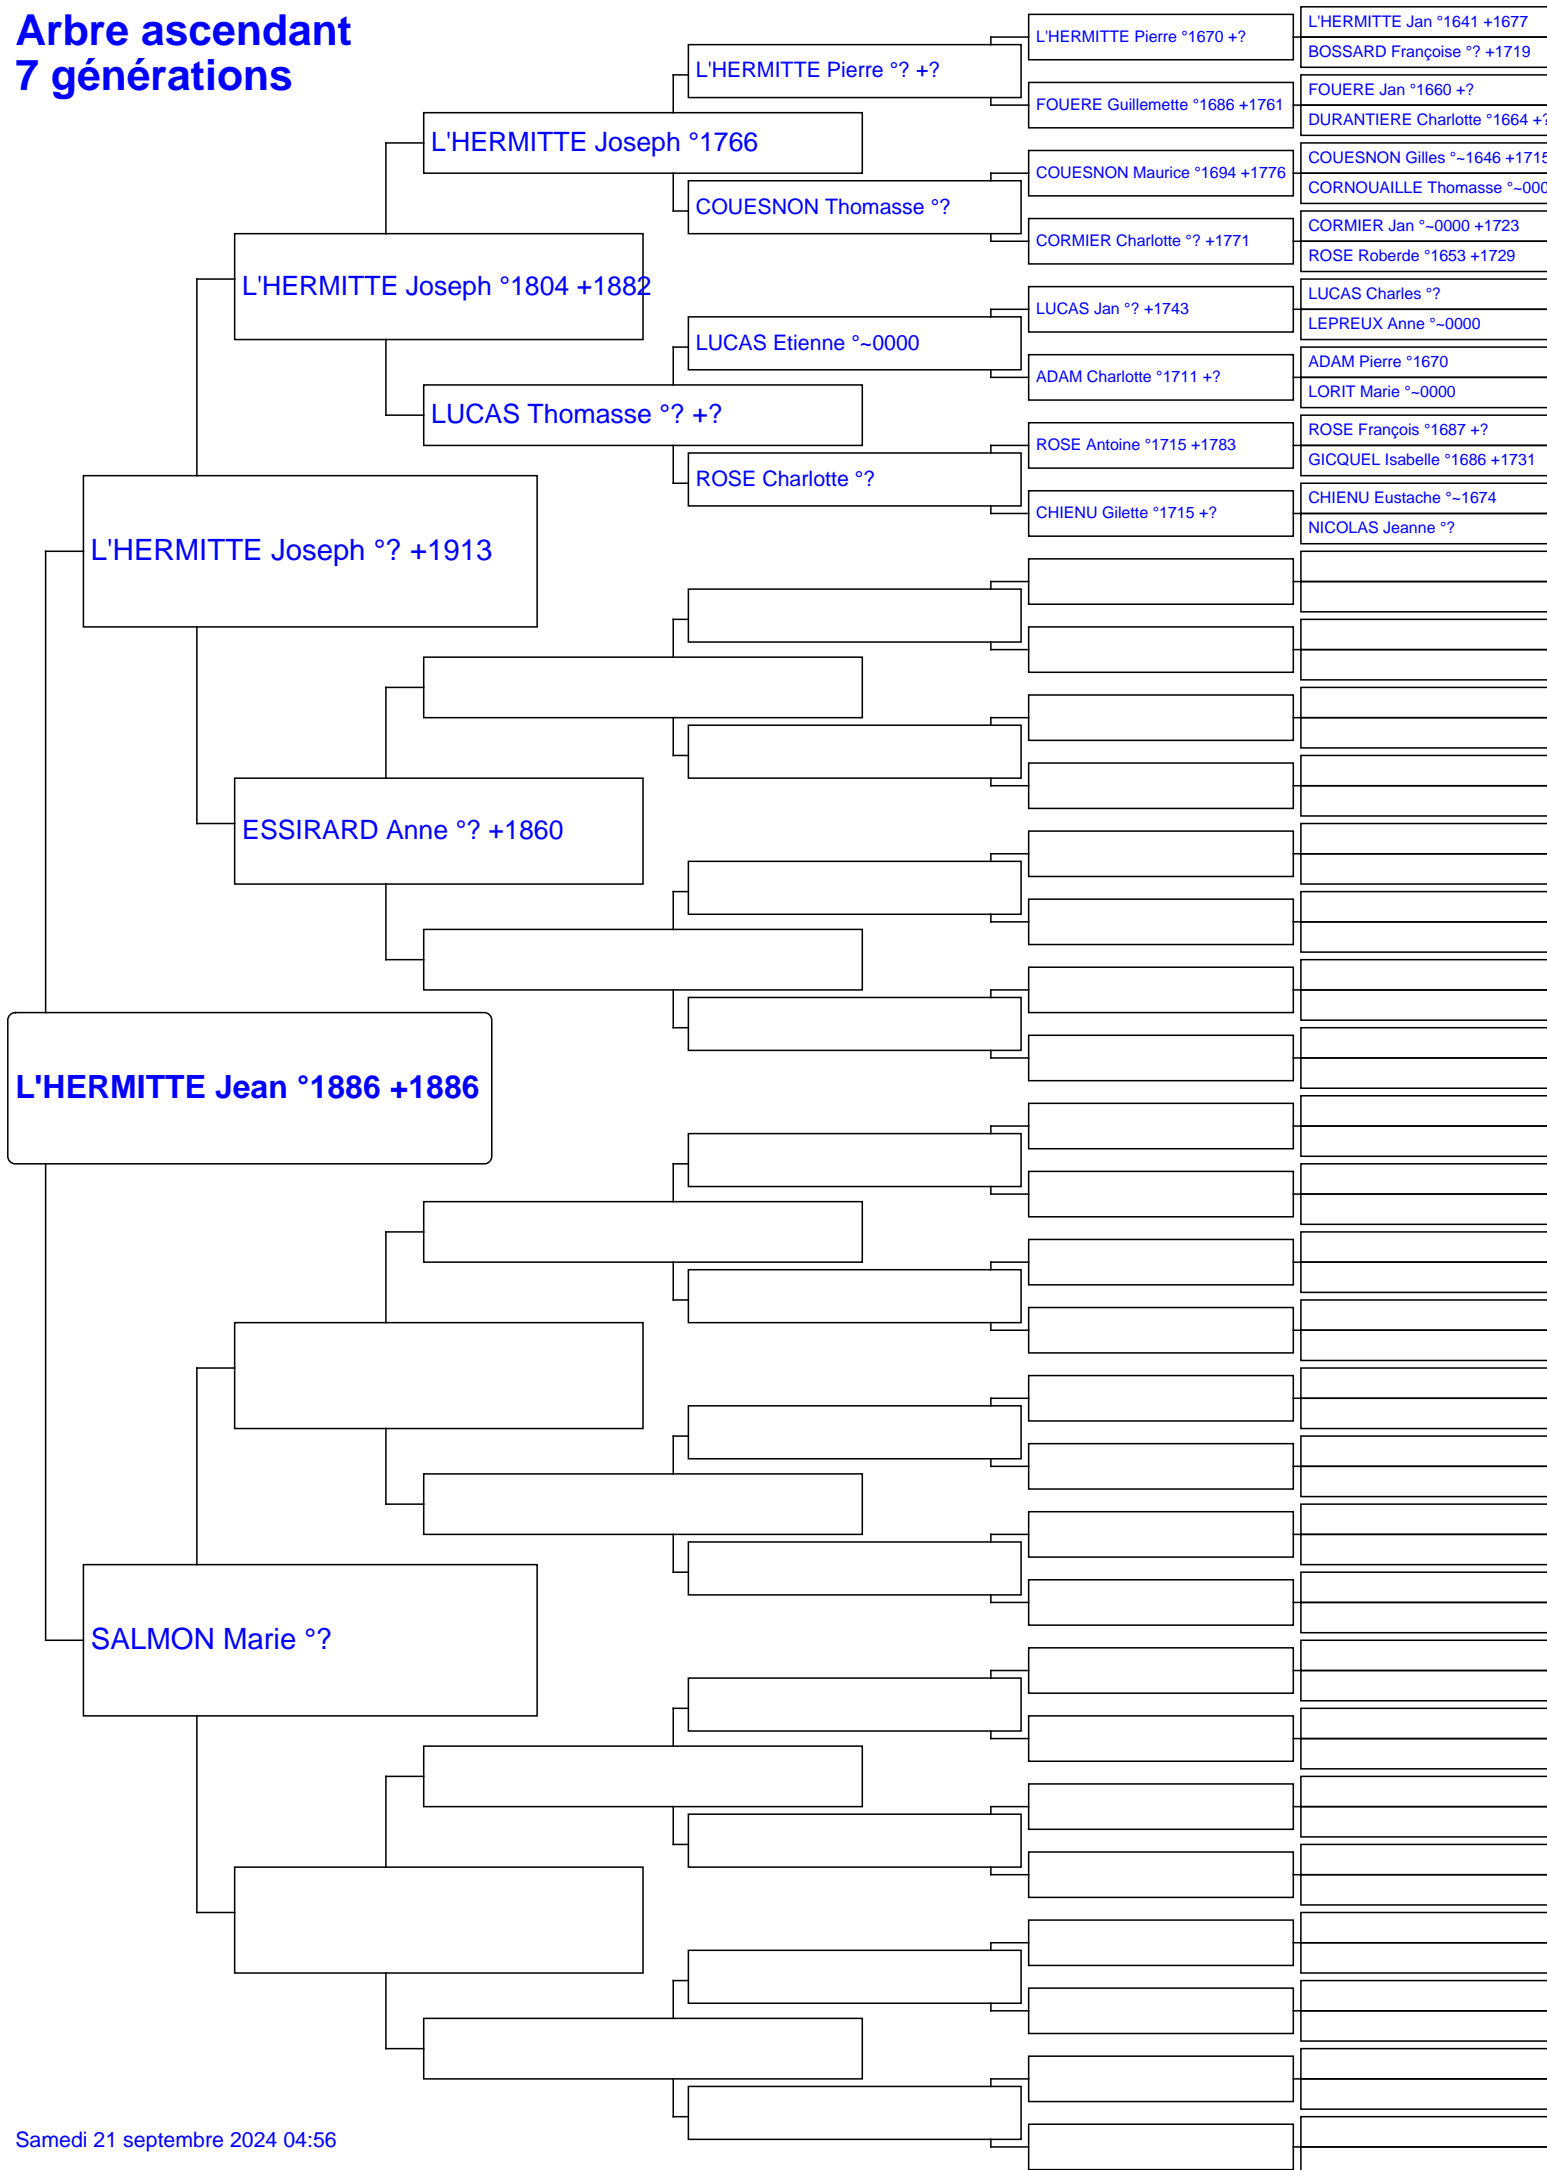 Arbre ascendant
7 générations
L'HERMITTE Jean °1886 +1886
L'HERMITTE Joseph °? +1913
SALMON Marie °?
L'HERMITTE Joseph °1804 +1882
ESSIRARD Anne °? +1860
L'HERMITTE Joseph °1766
LUCAS Thomasse °? +?
L'HERMITTE Pierre °? +?
COUESNON Thomasse °?
LUCAS Etienne °~0000
ROSE Charlotte °?
L'HERMITTE Pierre °1670 +?
FOUERE Guillemette °1686 +1761
COUESNON Maurice °1694 +1776
CORMIER Charlotte °? +1771
LUCAS Jan °? +1743
ADAM Charlotte °1711 +?
ROSE Antoine °1715 +1783
CHIENU Gilette °1715 +?
L'HERMITTE Jan °1641 +1677
BOSSARD Françoise °? +1719
FOUERE Jan °1660 +?
DURANTIERE Charlotte °1664 +?
COUESNON Gilles °~1646 +1715
CORNOUAILLE Thomasse °~000
CORMIER Jan °~0000 +1723
ROSE Roberde °1653 +1729
LUCAS Charles °?
LEPREUX Anne °~0000
ADAM Pierre °1670
LORIT Marie °~0000
ROSE François °1687 +?
GICQUEL Isabelle °1686 +1731
CHIENU Eustache °~1674
NICOLAS Jeanne °?
Samedi 21 septembre 2024 04:56